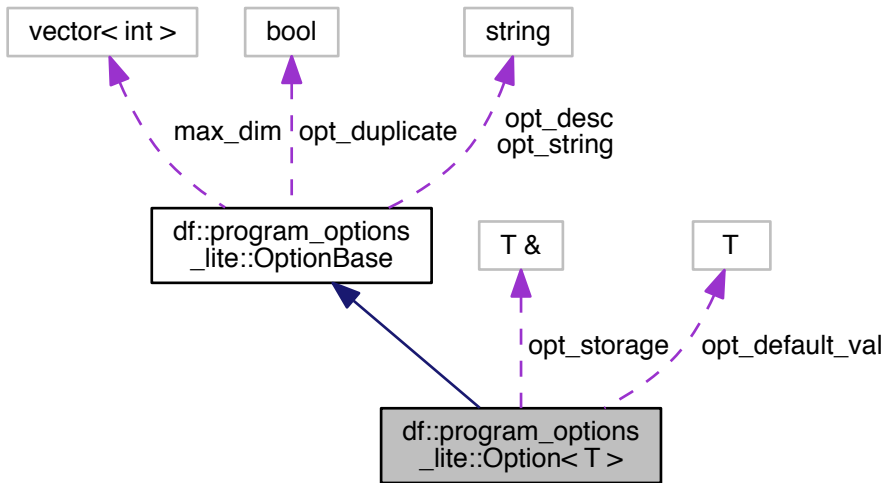 vector< int >
bool
string
max_dim
opt_duplicate
opt_desc
opt_string
df::program_options
_lite::OptionBase
T &
T
opt_storage
opt_default_val
df::program_options
_lite::Option< T >